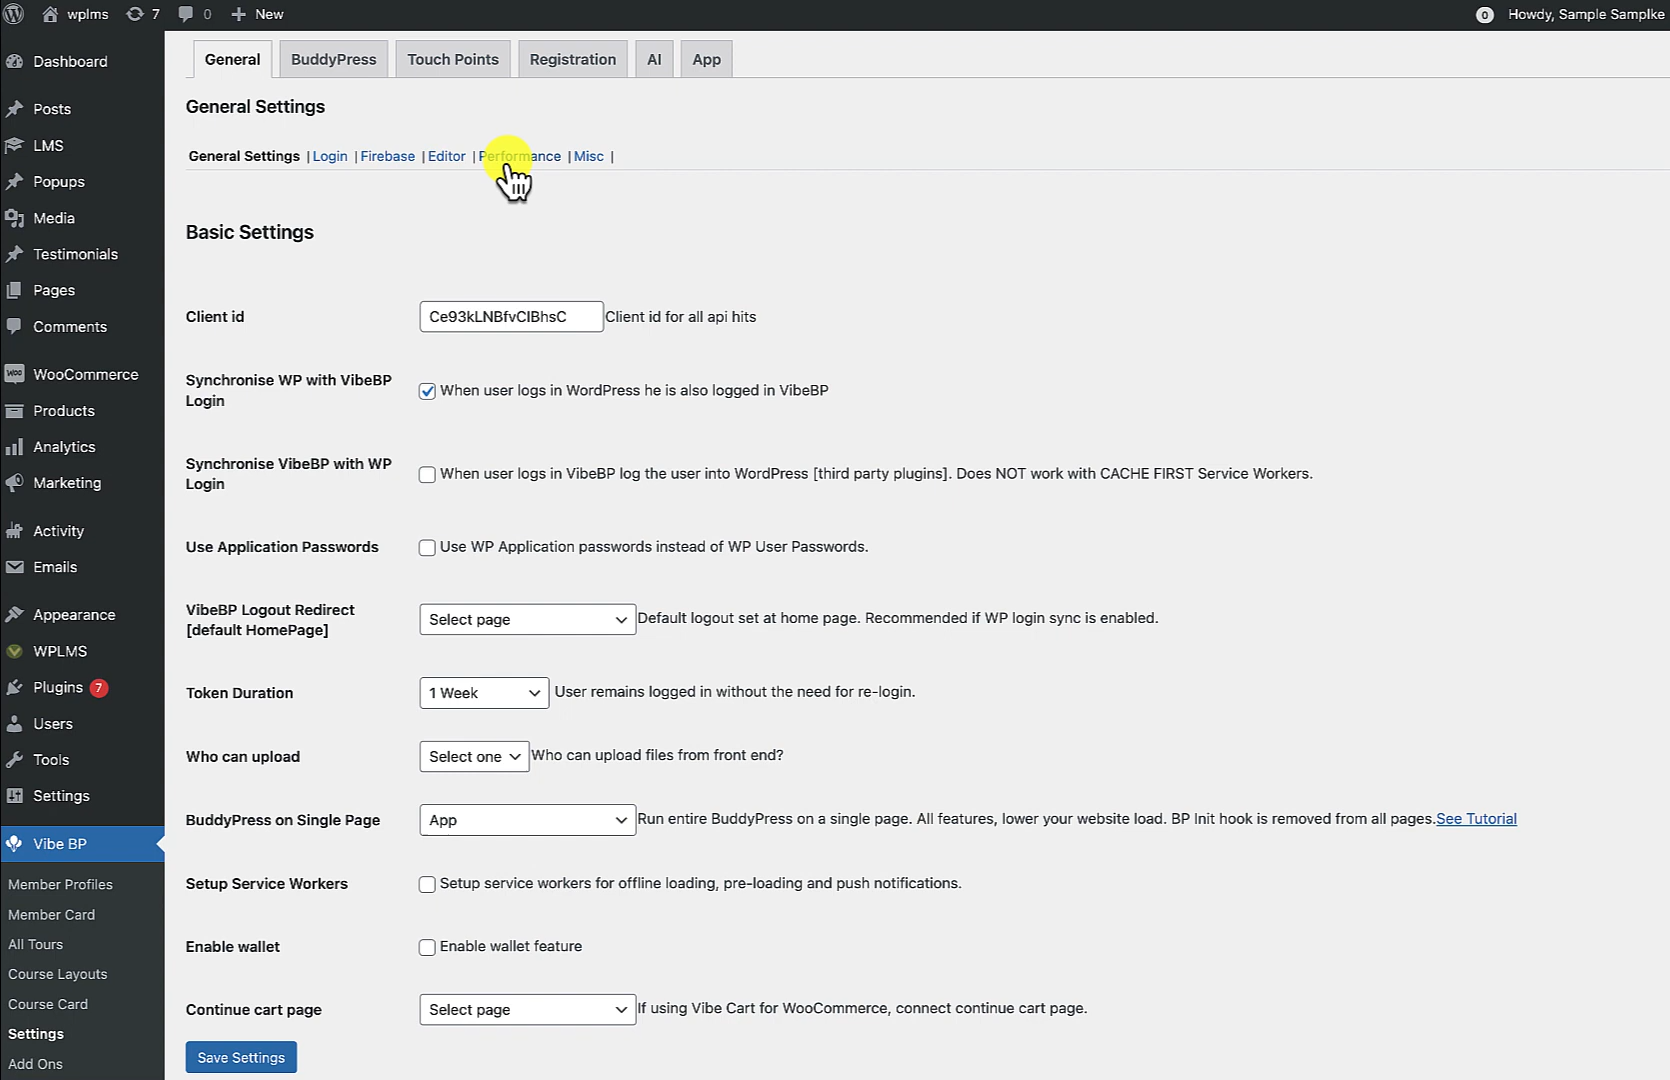 wplms 7 0 + New
0 Howdy, Sample Samplke
Dashboard
Posts
LMS
Popups
Media
Testimonials
Pages
Comments
WOO WooCommerce
Products
Analytics
Marketing
Activity
Emails
Appearance
WPLMS
Plugins 7
Users
Tools
Settings
Vibe BP
Member Profiles
Member Card
All Tours
Course Layouts
Course Card
Settings
Add Ons
General BuddyPress Touch Points Registration AI App
General Settings
General Settings | Login | Firebase | Editor | Performance | Misc |
Basic Settings
Client id Ce93kLNBfvCIBhsC Client id for all api hits
Synchronise WP with VibeBP
Login
When user logs in WordPress he is also logged in VibeBP
Synchronise VibeBP with WP
Login
When user logs in VibeBP log the user into WordPress [third party plugins]. Does NOT work with CACHE FIRST Service Workers.
Use Application Passwords Use WP Application passwords instead of WP User Passwords.
VibeBP Logout Redirect
[default HomePage]
Select page Default logout set at home page. Recommended if WP login sync is enabled.
Token Duration 1 Week User remains logged in without the need for re-login.
Who can upload Select one Who can upload files from front end?
BuddyPress on Single Page App Run entire BuddyPress on a single page. All features, lower your website load. BP Init hook is removed from all pages.See Tutorial
Setup Service Workers Setup service workers for offline loading, pre-loading and push notifications.
Enable wallet Enable wallet feature
Continue cart page Select page If using Vibe Cart for WooCommerce, connect continue cart page.
Save Settings